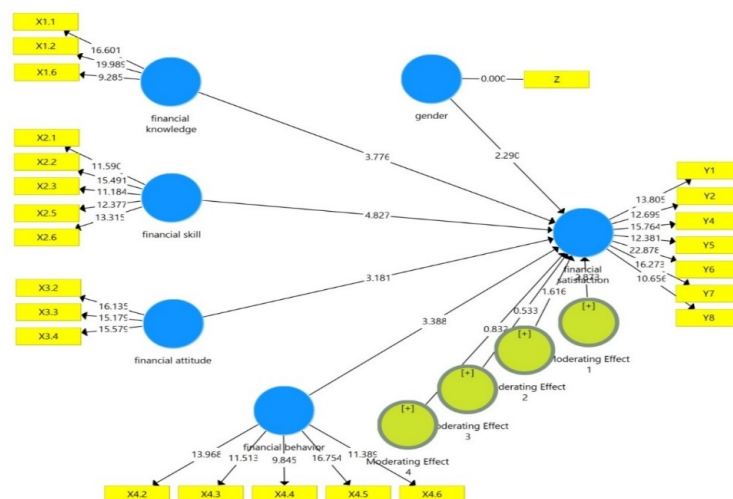 X1.1
X1.2
X1.6
16.601
19.989
9.285
financial
knowledge
0.000
Z
gender
2.290
3.776
X2.1
X2.2
X2.3
X2.5
X2.6
11.590
15.491
11.184
12.377
13.315
financial skill
4.827
Y1
Y2
Y4
Y5
Y6
Y7
Y8
13.805
12.695
15.764
12.381
22.878
16.273
10.656
financial
satisfaction
X3.2
X3.3
X3.4
16.135
15.179
15.579
financial attitude
3.181
3.388
0.533
1.616
[+]
Moderating Effect
1
[+]
derating Effect
2
[+]
oderating Effect
3
[+]
Moderating Effect
4
financial behavior
13.968
11.513
9.845
16.754
11.389
X4.2
X4.3
X4.4
X4.5
X4.6